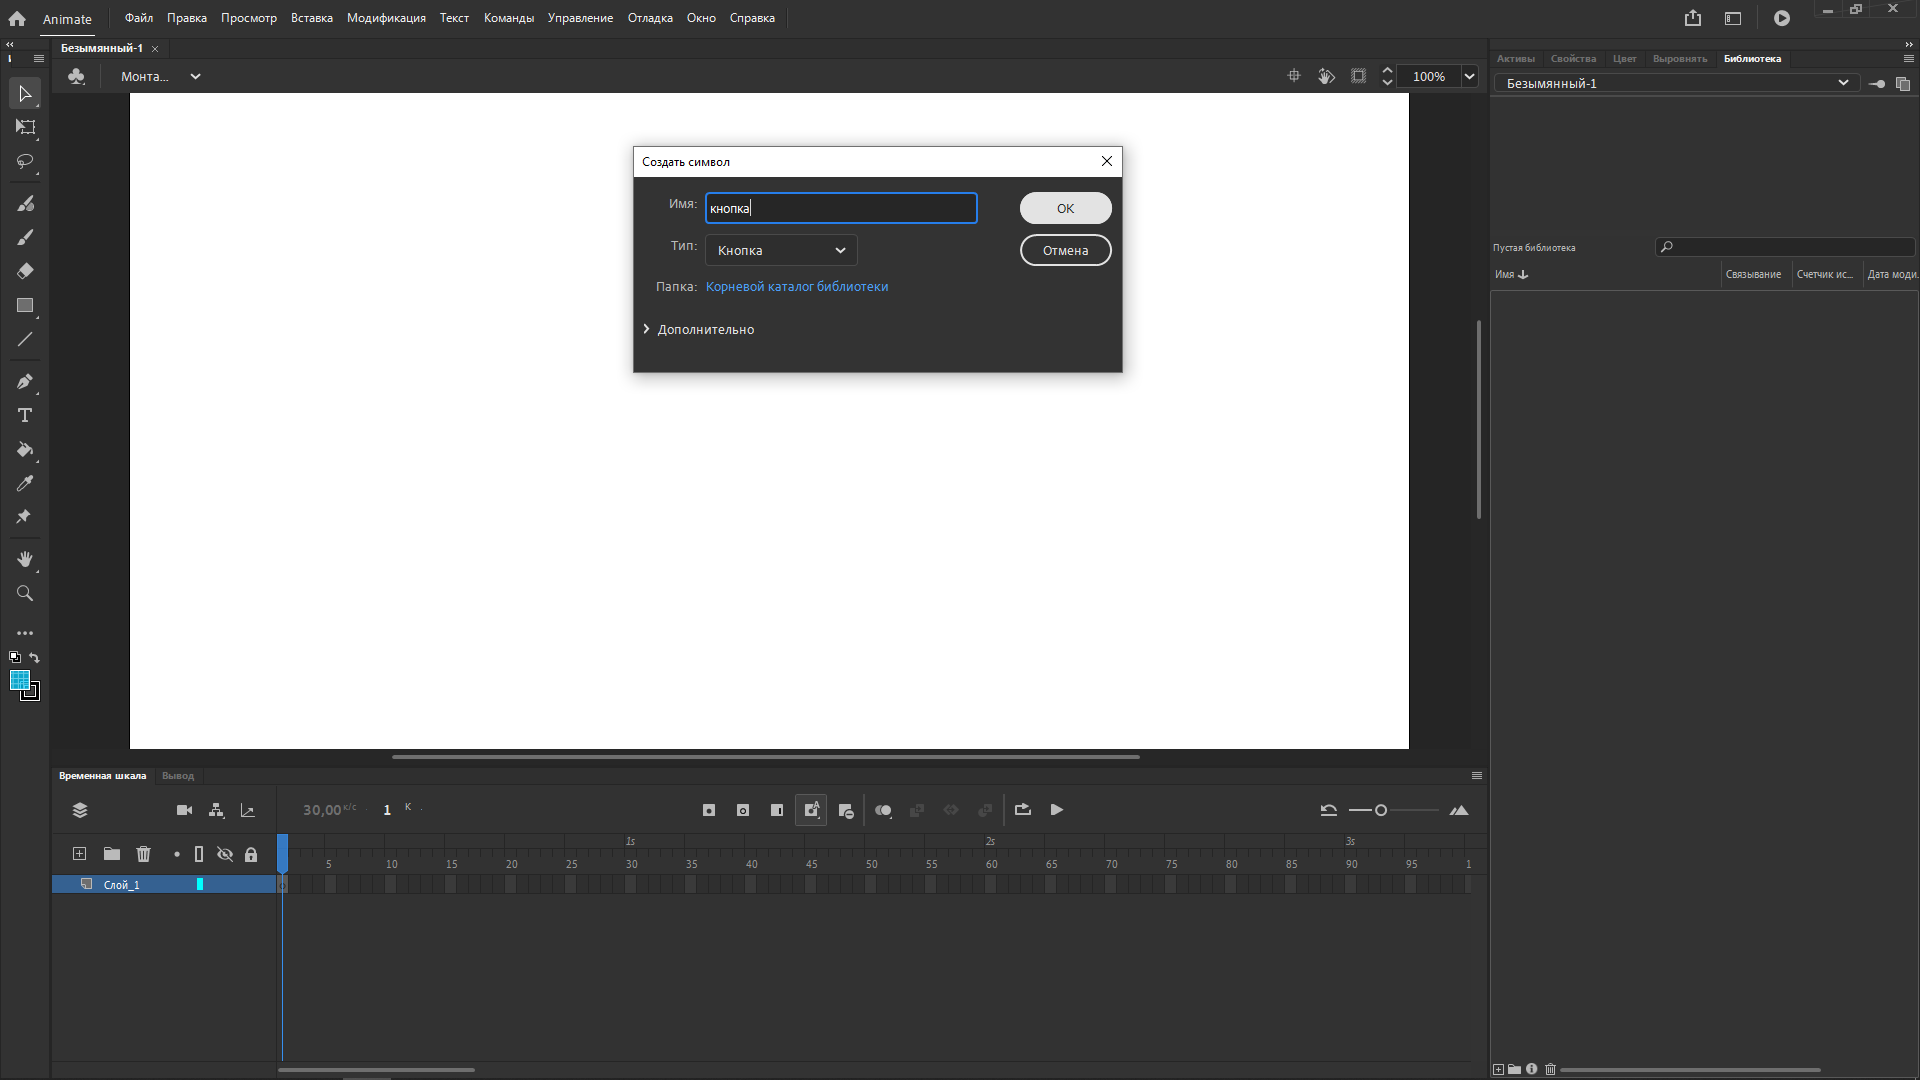 Animate
Файл Правка Просмотр Вставка Модификация Текст Команды Управление Отладка Окно Справка
Безымянный-1
Монта...
100%
Активы Свойства Цвет Выровнять Библиотека
Безымянный-1
Создать символ
Имя: кнопка
OK
Тип: Кнопка
Отмена
Папка: Корневой каталог библиотеки
Дополнительно
Пустая библиотека
Имя Связывание Счетчик ис... Дата моди.
Временная шкала Вывод
30,00 к/с 1 К
1s 2s 3s
5 10 15 20 25 30 35 40 45 50 55 60 65 70 75 80 85 90 95 1
Слой_1